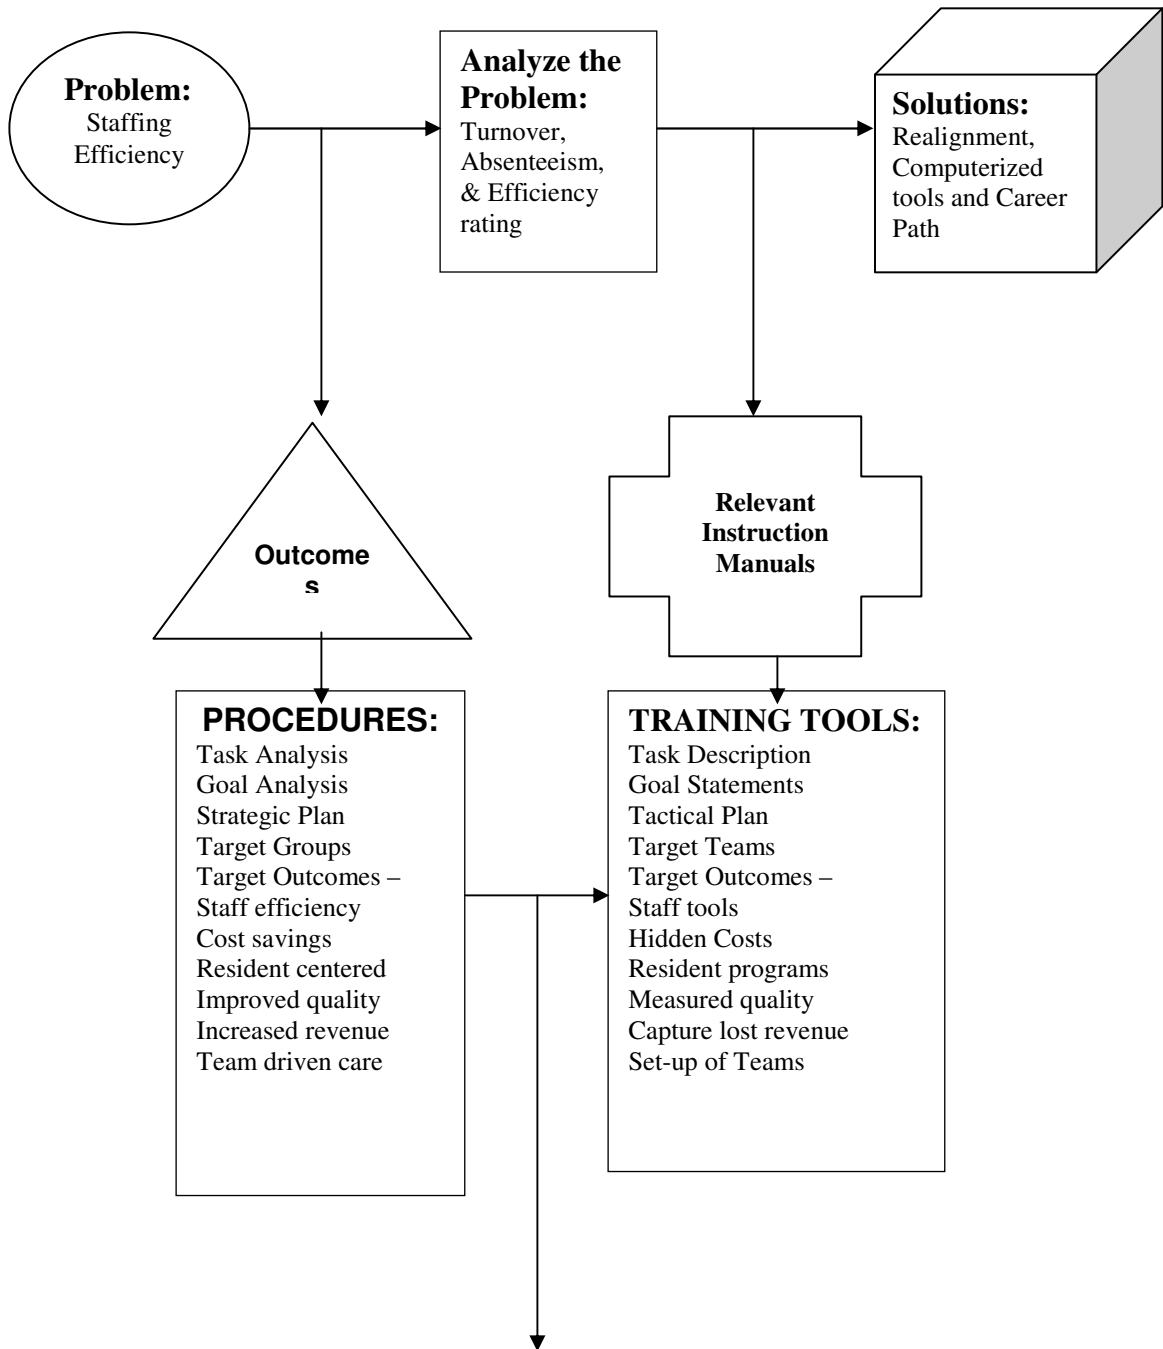 Problem:
Staffing
Efficiency
Analyze the
Problem:
Turnover,
Absenteeism,
& Efficiency
rating
Solutions:
Realignment,
Computerized
tools and Career
Path
Outcome
s
Relevant
Instruction
Manuals
PROCEDURES:
Task Analysis
Goal Analysis
Strategic Plan
Target Groups
Target Outcomes –
Staff efficiency
Cost savings
Resident centered
Improved quality
Increased revenue
Team driven care
TRAINING TOOLS:
Task Description
Goal Statements
Tactical Plan
Target Teams
Target Outcomes –
Staff tools
Hidden Costs
Resident programs
Measured quality
Capture lost revenue
Set-up of Teams